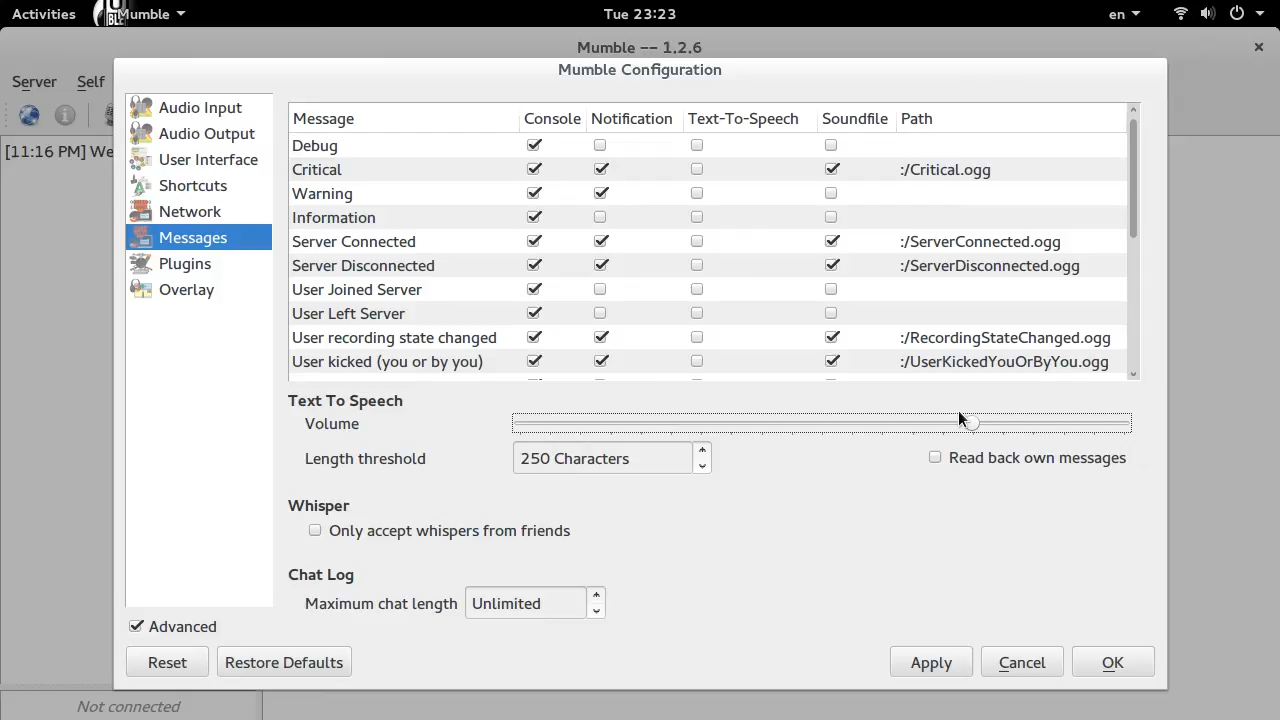 Activities Mumble Tue 23:23 en
Mumble -- 1.2.6
Mumble Configuration
Server Self
[11:16 PM] We
Audio Input
Audio Output
User Interface
Shortcuts
Network
Messages
Plugins
Overlay
Message Console Notification Text-To-Speech Soundfile Path
Debug
Critical :/Critical.ogg
Warning
Information
Server Connected :/ServerConnected.ogg
Server Disconnected :/ServerDisconnected.ogg
User Joined Server
User Left Server
User recording state changed :/RecordingStateChanged.ogg
User kicked (you or by you) :/UserKickedYouOrByYou.ogg
Text To Speech
Volume
Length threshold 250 Characters Read back own messages
Whisper
Only accept whispers from friends
Chat Log
Maximum chat length Unlimited
Advanced
Reset Restore Defaults Apply Cancel OK
Not connected